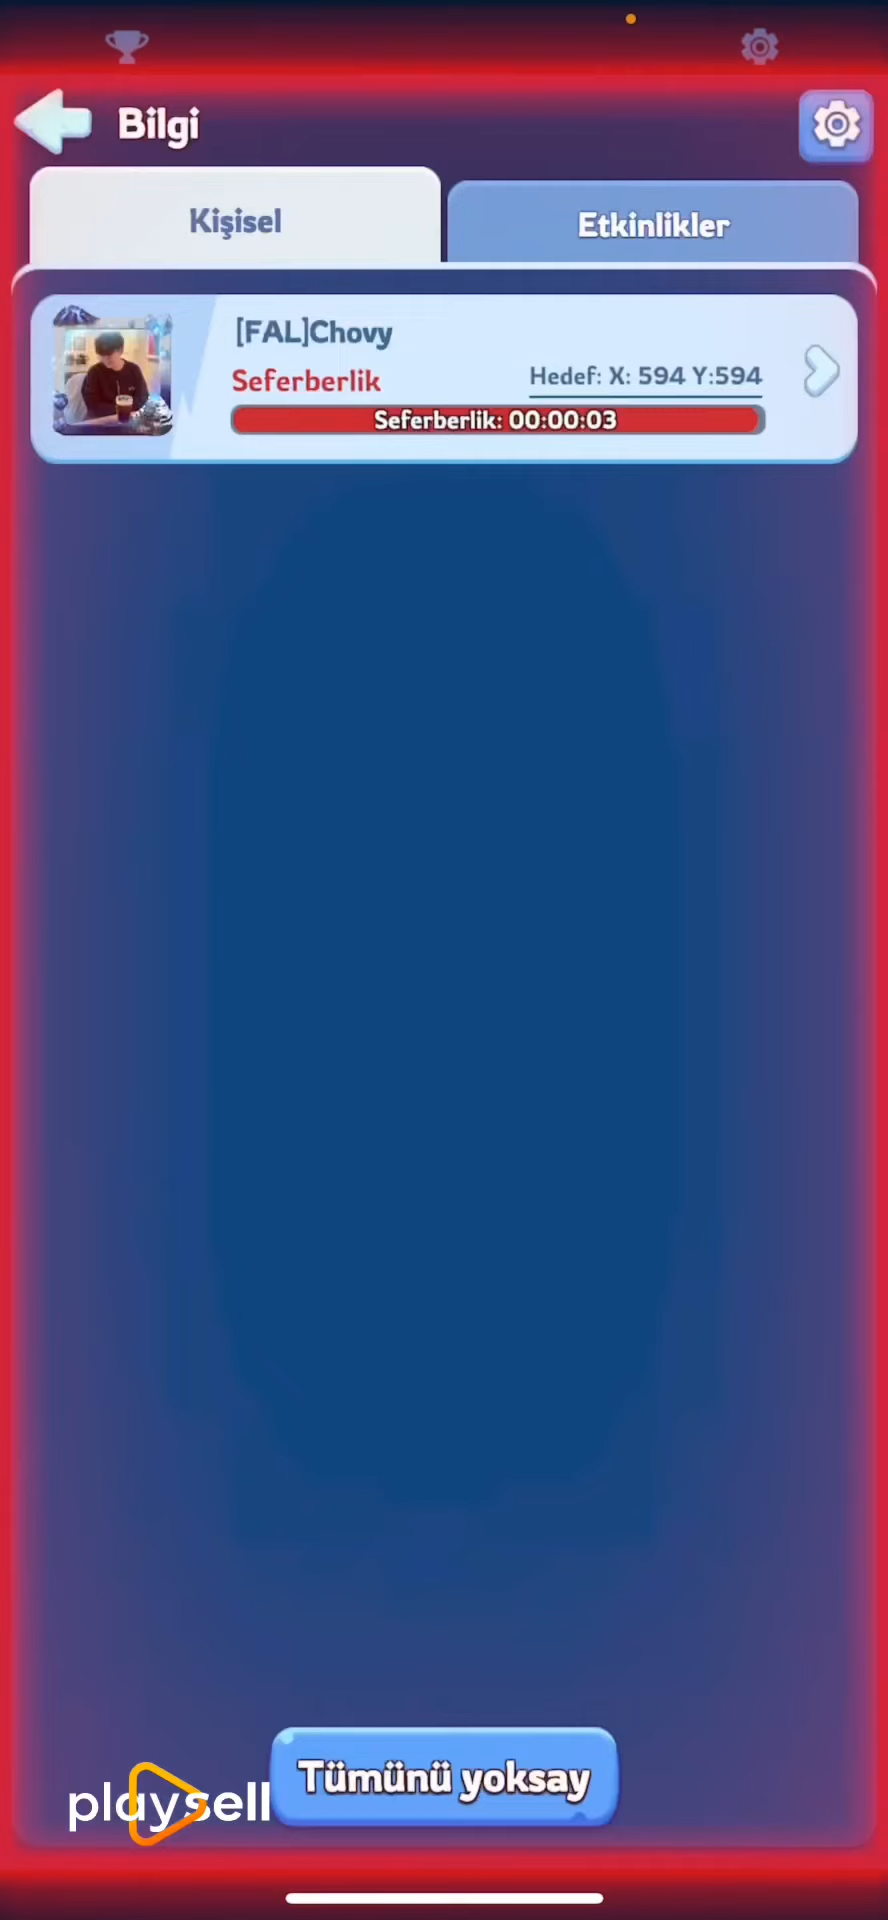 Bilgi
Kişisel
Etkinlikler
[FAL]Chovy
Seferberlik
Hedef: X: 594 Y:594
Seferberlik: 00:00:03
Tümünü yoksay
playsell